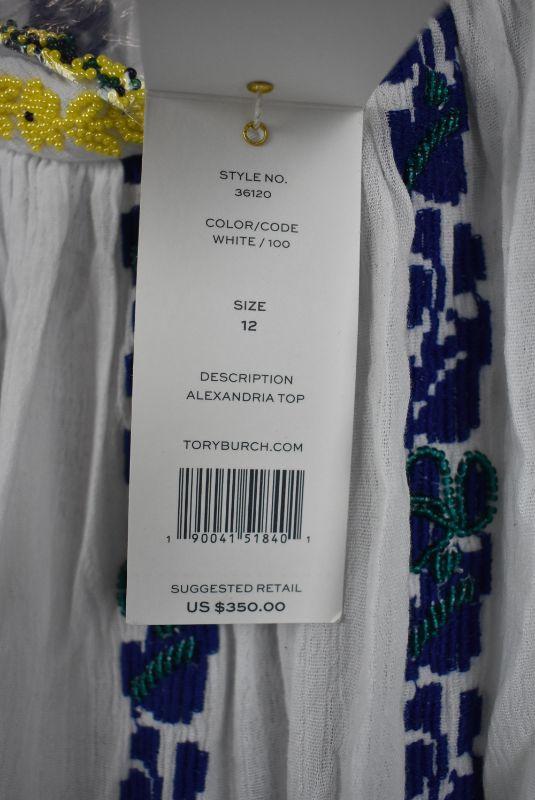 STYLE NO.
36120
COLOR/CODE
WHITE / 100
SIZE
12
DESCRIPTION
ALEXANDRIA TOP
TORYBURCH.COM
1 90041 51840 1
SUGGESTED RETAIL
US $350.00